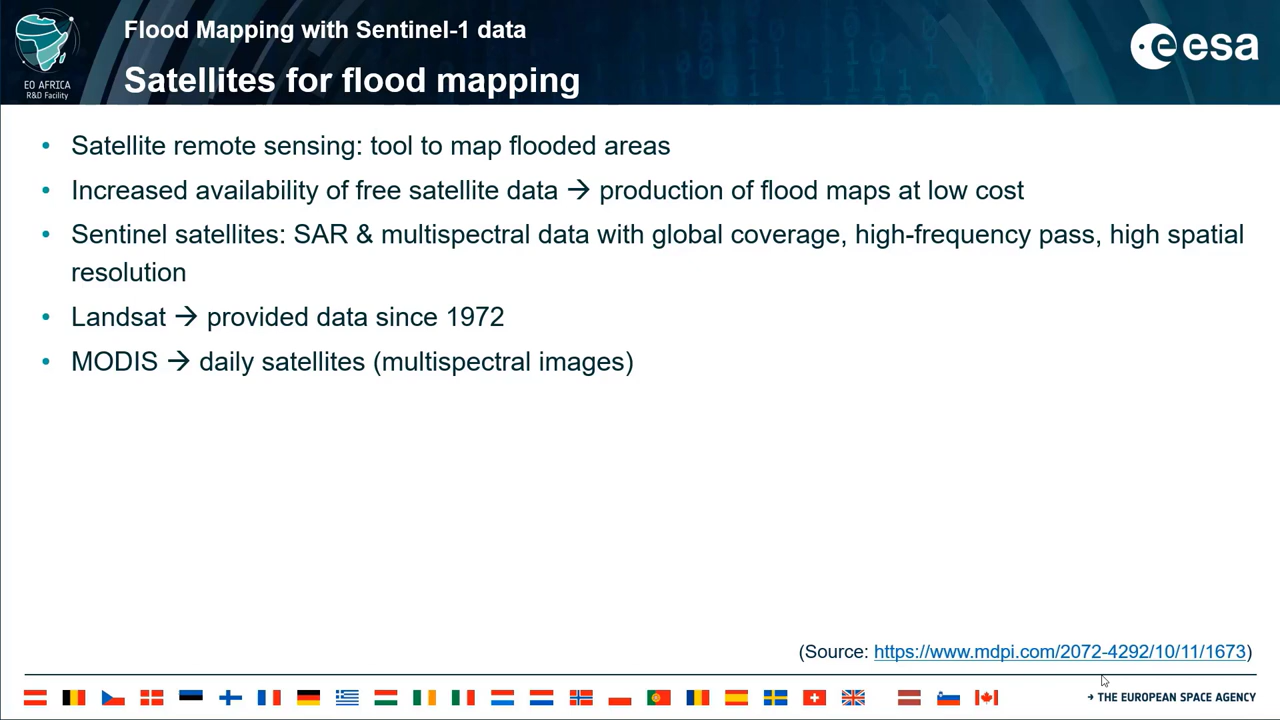 Flood Mapping with Sentinel-1 data
Satellites for flood mapping
EO AFRICA
R&D Facility
esa
• Satellite remote sensing: tool to map flooded areas
• Increased availability of free satellite data → production of flood maps at low cost
• Sentinel satellites: SAR & multispectral data with global coverage, high-frequency pass, high spatial
resolution
• Landsat → provided data since 1972
• MODIS → daily satellites (multispectral images)
(Source: https://www.mdpi.com/2072-4292/10/11/1673)
→ THE EUROPEAN SPACE AGENCY